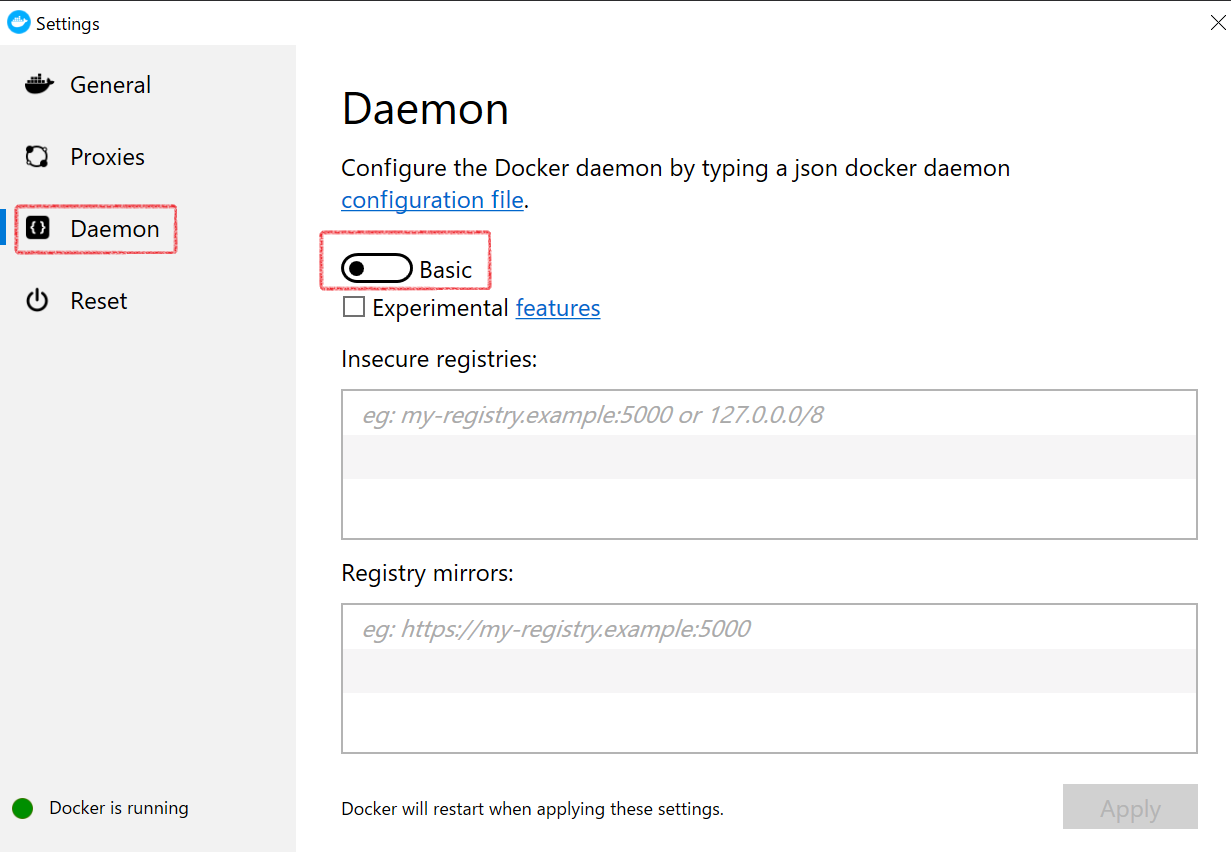 Settings
General
Proxies
Daemon
Reset
Docker is running
Daemon
Configure the Docker daemon by typing a json docker daemon
configuration file.
Basic
Experimental features
Insecure registries:
eg: my-registry.example:5000 or 127.0.0.0/8
Registry mirrors:
eg: https://my-registry.example:5000
Docker will restart when applying these settings.
Apply